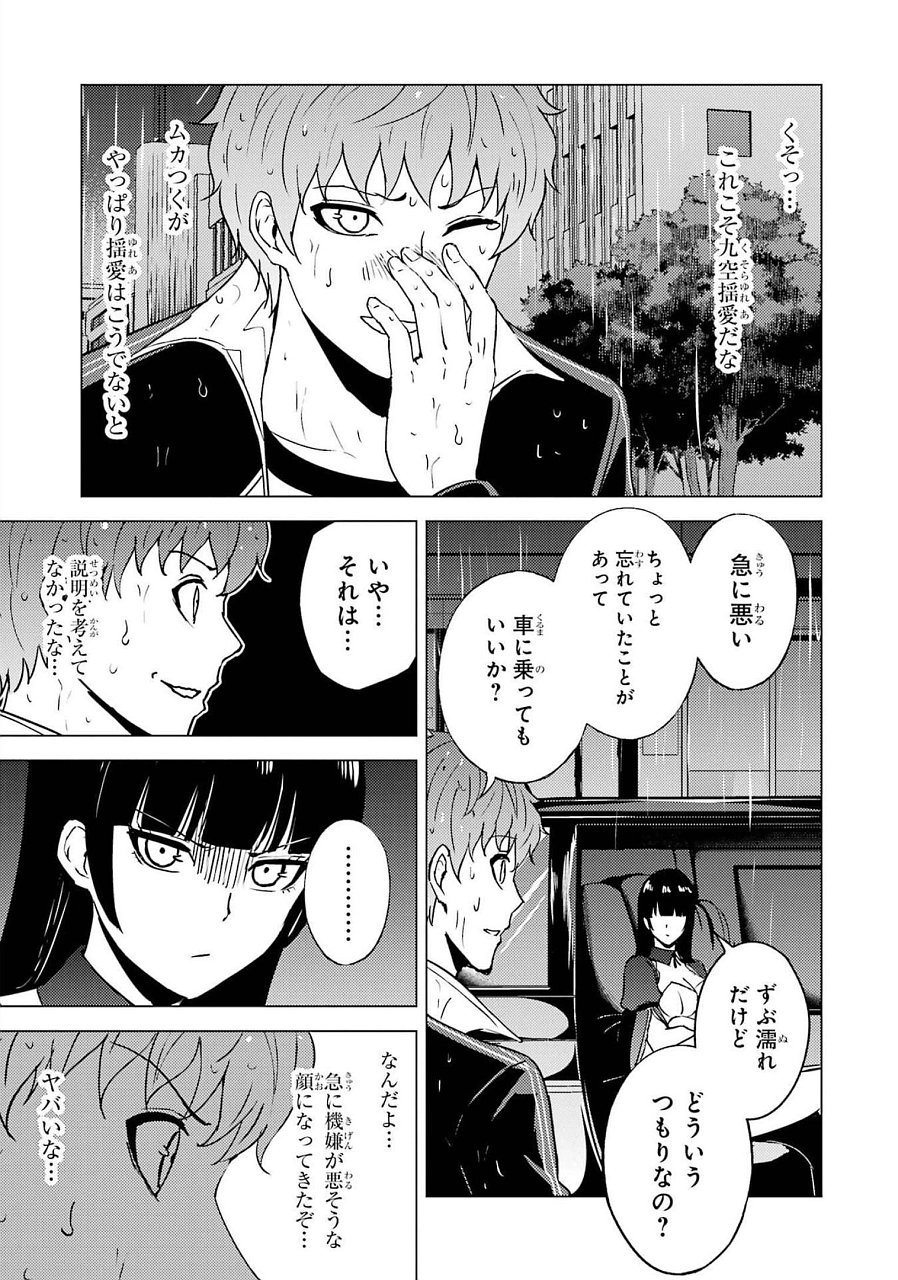 くそっ…
これこそ九空揺愛だな
ムカつくが
やっぱり揺愛はこうでないと
急に悪い
ちょっと
忘れていたことが
あって
車に乗っても
いいか?
ずぶ濡れ
だけど
どういう
つもりなの?
いや…
それは…
説明を考えて
なかったな…
………
なんだよ…
急に機嫌が悪そうな
顔になってきたぞ…
ヤバいな…